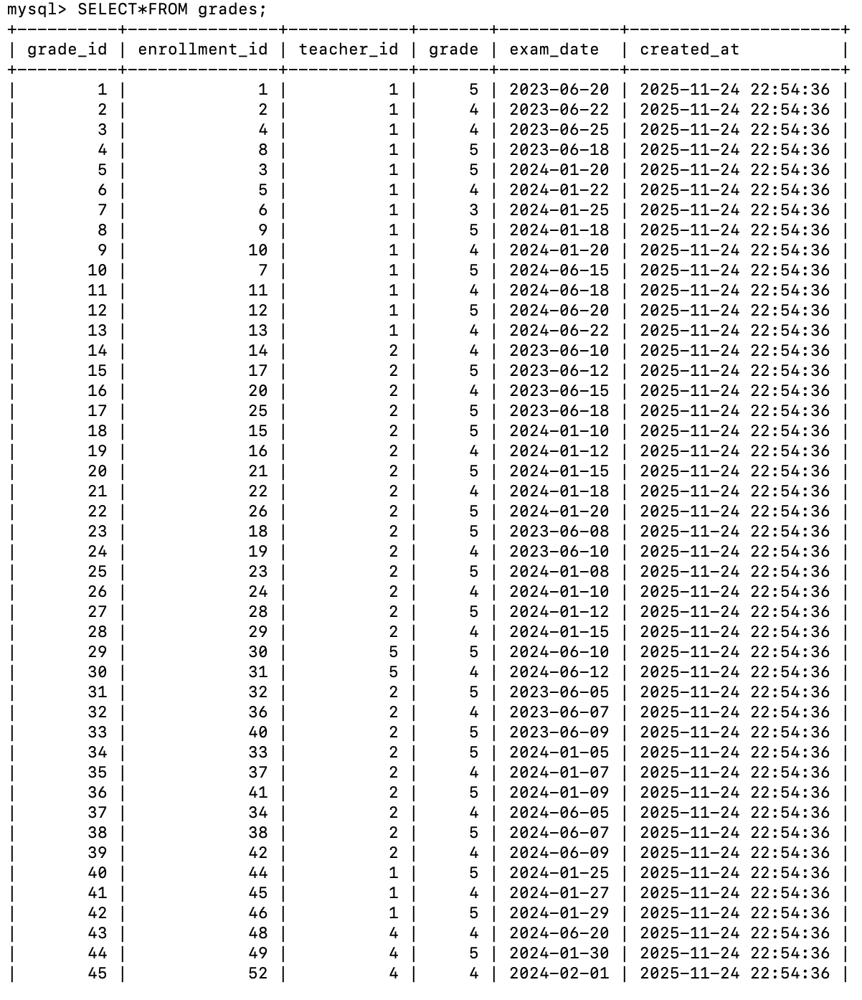 mysql> SELECT*FROM grades;
+----------+---------------+------------+-------+------------+---------------------+
| grade_id | enrollment_id | teacher_id | grade | exam_date  | created_at          |
+----------+---------------+------------+-------+------------+---------------------+
|        1 |             1 |          1 |     5 | 2023-06-20 | 2025-11-24 22:54:36 |
|        2 |             2 |          1 |     4 | 2023-06-22 | 2025-11-24 22:54:36 |
|        3 |             4 |          1 |     4 | 2023-06-25 | 2025-11-24 22:54:36 |
|        4 |             8 |          1 |     5 | 2023-06-18 | 2025-11-24 22:54:36 |
|        5 |             3 |          1 |     5 | 2024-01-20 | 2025-11-24 22:54:36 |
|        6 |             5 |          1 |     4 | 2024-01-22 | 2025-11-24 22:54:36 |
|        7 |             6 |          1 |     3 | 2024-01-25 | 2025-11-24 22:54:36 |
|        8 |             9 |          1 |     5 | 2024-01-18 | 2025-11-24 22:54:36 |
|        9 |            10 |          1 |     4 | 2024-01-20 | 2025-11-24 22:54:36 |
|       10 |             7 |          1 |     5 | 2024-06-15 | 2025-11-24 22:54:36 |
|       11 |            11 |          1 |     4 | 2024-06-18 | 2025-11-24 22:54:36 |
|       12 |            12 |          1 |     5 | 2024-06-20 | 2025-11-24 22:54:36 |
|       13 |            13 |          1 |     4 | 2024-06-22 | 2025-11-24 22:54:36 |
|       14 |            14 |          2 |     4 | 2023-06-10 | 2025-11-24 22:54:36 |
|       15 |            17 |          2 |     5 | 2023-06-12 | 2025-11-24 22:54:36 |
|       16 |            20 |          2 |     4 | 2023-06-15 | 2025-11-24 22:54:36 |
|       17 |            25 |          2 |     5 | 2023-06-18 | 2025-11-24 22:54:36 |
|       18 |            15 |          2 |     5 | 2024-01-10 | 2025-11-24 22:54:36 |
|       19 |            16 |          2 |     4 | 2024-01-12 | 2025-11-24 22:54:36 |
|       20 |            21 |          2 |     5 | 2024-01-15 | 2025-11-24 22:54:36 |
|       21 |            22 |          2 |     4 | 2024-01-18 | 2025-11-24 22:54:36 |
|       22 |            26 |          2 |     5 | 2024-01-20 | 2025-11-24 22:54:36 |
|       23 |            18 |          2 |     5 | 2023-06-08 | 2025-11-24 22:54:36 |
|       24 |            19 |          2 |     4 | 2023-06-10 | 2025-11-24 22:54:36 |
|       25 |            23 |          2 |     5 | 2024-01-08 | 2025-11-24 22:54:36 |
|       26 |            24 |          2 |     4 | 2024-01-10 | 2025-11-24 22:54:36 |
|       27 |            28 |          2 |     5 | 2024-01-12 | 2025-11-24 22:54:36 |
|       28 |            29 |          2 |     4 | 2024-01-15 | 2025-11-24 22:54:36 |
|       29 |            30 |          5 |     5 | 2024-06-10 | 2025-11-24 22:54:36 |
|       30 |            31 |          5 |     4 | 2024-06-12 | 2025-11-24 22:54:36 |
|       31 |            32 |          2 |     5 | 2023-06-05 | 2025-11-24 22:54:36 |
|       32 |            36 |          2 |     4 | 2023-06-07 | 2025-11-24 22:54:36 |
|       33 |            40 |          2 |     5 | 2023-06-09 | 2025-11-24 22:54:36 |
|       34 |            33 |          2 |     5 | 2024-01-05 | 2025-11-24 22:54:36 |
|       35 |            37 |          2 |     4 | 2024-01-07 | 2025-11-24 22:54:36 |
|       36 |            41 |          2 |     5 | 2024-01-09 | 2025-11-24 22:54:36 |
|       37 |            34 |          2 |     4 | 2024-06-05 | 2025-11-24 22:54:36 |
|       38 |            38 |          2 |     5 | 2024-06-07 | 2025-11-24 22:54:36 |
|       39 |            42 |          2 |     4 | 2024-06-09 | 2025-11-24 22:54:36 |
|       40 |            44 |          1 |     5 | 2024-01-25 | 2025-11-24 22:54:36 |
|       41 |            45 |          1 |     4 | 2024-01-27 | 2025-11-24 22:54:36 |
|       42 |            46 |          1 |     5 | 2024-01-29 | 2025-11-24 22:54:36 |
|       43 |            48 |          4 |     4 | 2024-06-20 | 2025-11-24 22:54:36 |
|       44 |            49 |          4 |     5 | 2024-01-30 | 2025-11-24 22:54:36 |
|       45 |            52 |          4 |     4 | 2024-02-01 | 2025-11-24 22:54:36 |